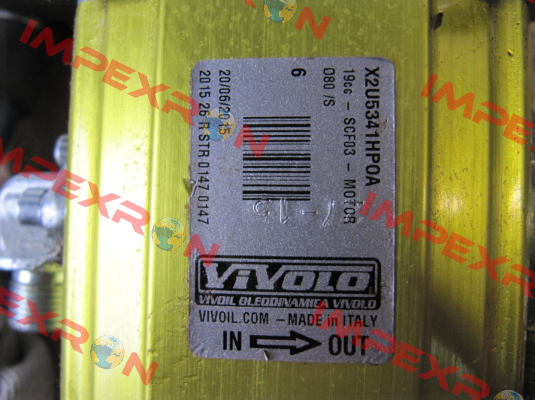 X2U5341HPOA
19cc - SCF03 - MOTOR
D80 /S
6
20/06/2015
2015 26 R STR 0147 0147
ViVOLO
VIVOIL OLEODINAMICA VIVOLO
VIVOIL.COM - MADE in ITALY
IN OUT
IMPEXRON
IMPEXRON
IMPEXRON
IMPEXRON
IMPEXRON